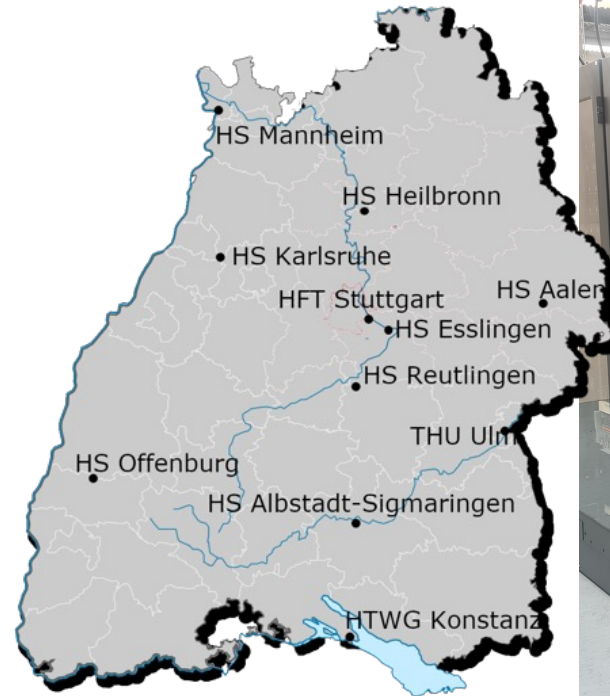 HS Mannheim
HS Heilbronn
HS Karlsruhe
HS Aalen
HFT Stuttgart
HS Esslingen
HS Reutlingen
THU Ulm
HS Offenburg
HS Albstadt-Sigmaringen
HTWG Konstanz